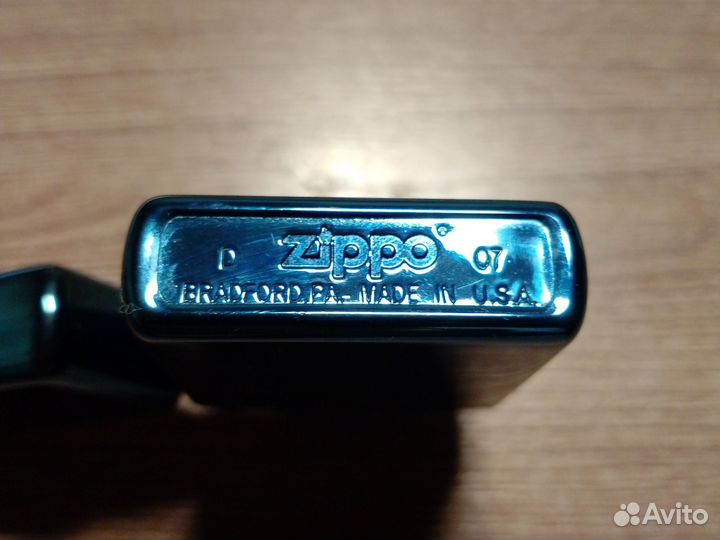 D zippo® 07
BRADFORD, PA. MADE IN U.S.A.
Avito